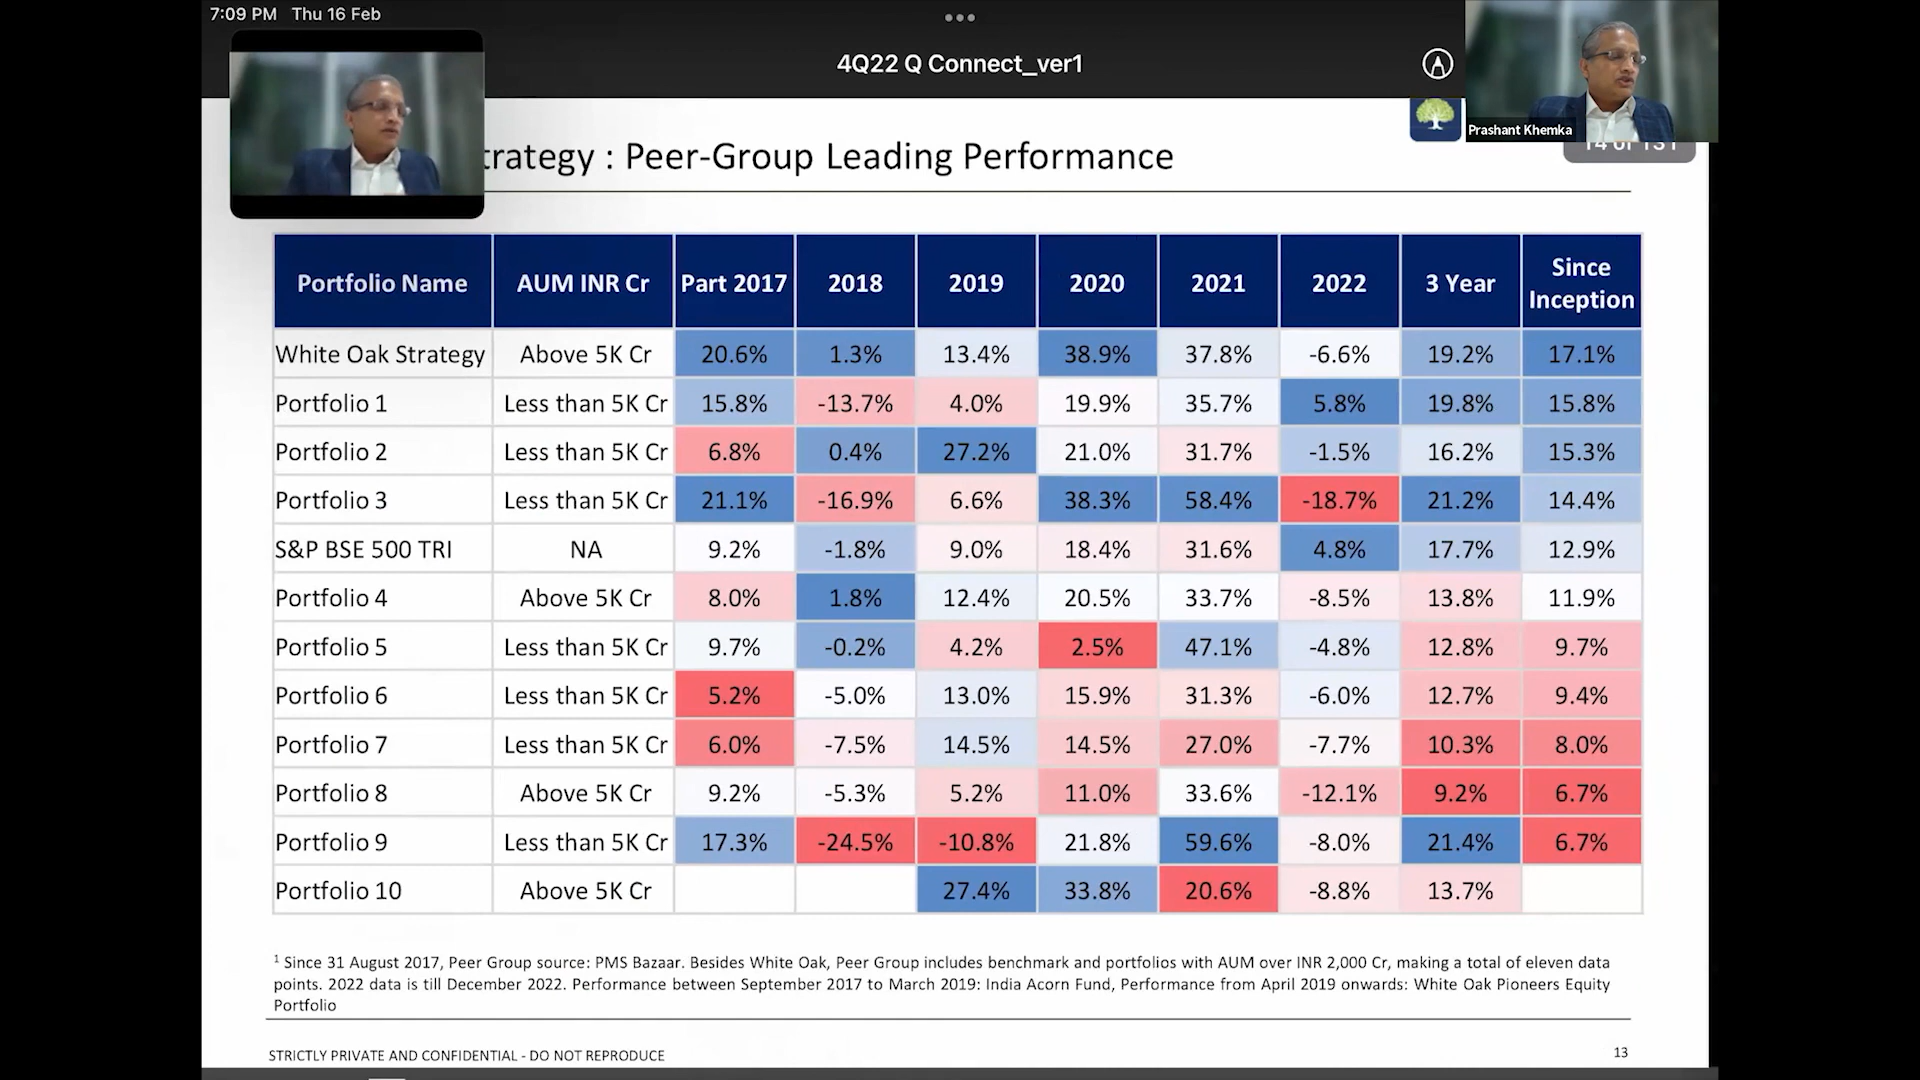 7:09 PM Thu 16 Feb
4Q22 Q Connect_ver1
Prashant Khemka
trategy : Peer-Group Leading Performance
Portfolio Name AUM INR Cr Part 2017 2018 2019 2020 2021 2022 3 Year Since Inception
White Oak Strategy Above 5K Cr 20.6% 1.3% 13.4% 38.9% 37.8% -6.6% 19.2% 17.1%
Portfolio 1 Less than 5K Cr 15.8% -13.7% 4.0% 19.9% 35.7% 5.8% 19.8% 15.8%
Portfolio 2 Less than 5K Cr 6.8% 0.4% 27.2% 21.0% 31.7% -1.5% 16.2% 15.3%
Portfolio 3 Less than 5K Cr 21.1% -16.9% 6.6% 38.3% 58.4% -18.7% 21.2% 14.4%
S&P BSE 500 TRI NA 9.2% -1.8% 9.0% 18.4% 31.6% 4.8% 17.7% 12.9%
Portfolio 4 Above 5K Cr 8.0% 1.8% 12.4% 20.5% 33.7% -8.5% 13.8% 11.9%
Portfolio 5 Less than 5K Cr 9.7% -0.2% 4.2% 2.5% 47.1% -4.8% 12.8% 9.7%
Portfolio 6 Less than 5K Cr 5.2% -5.0% 13.0% 15.9% 31.3% -6.0% 12.7% 9.4%
Portfolio 7 Less than 5K Cr 6.0% -7.5% 14.5% 14.5% 27.0% -7.7% 10.3% 8.0%
Portfolio 8 Above 5K Cr 9.2% -5.3% 5.2% 11.0% 33.6% -12.1% 9.2% 6.7%
Portfolio 9 Less than 5K Cr 17.3% -24.5% -10.8% 21.8% 59.6% -8.0% 21.4% 6.7%
Portfolio 10 Above 5K Cr 27.4% 33.8% 20.6% -8.8% 13.7%
1 Since 31 August 2017, Peer Group source: PMS Bazaar. Besides White Oak, Peer Group includes benchmark and portfolios with AUM over INR 2,000 Cr, making a total of eleven data
points. 2022 data is till December 2022. Performance between September 2017 to March 2019: India Acorn Fund, Performance from April 2019 onwards: White Oak Pioneers Equity
Portfolio
STRICTLY PRIVATE AND CONFIDENTIAL - DO NOT REPRODUCE
13